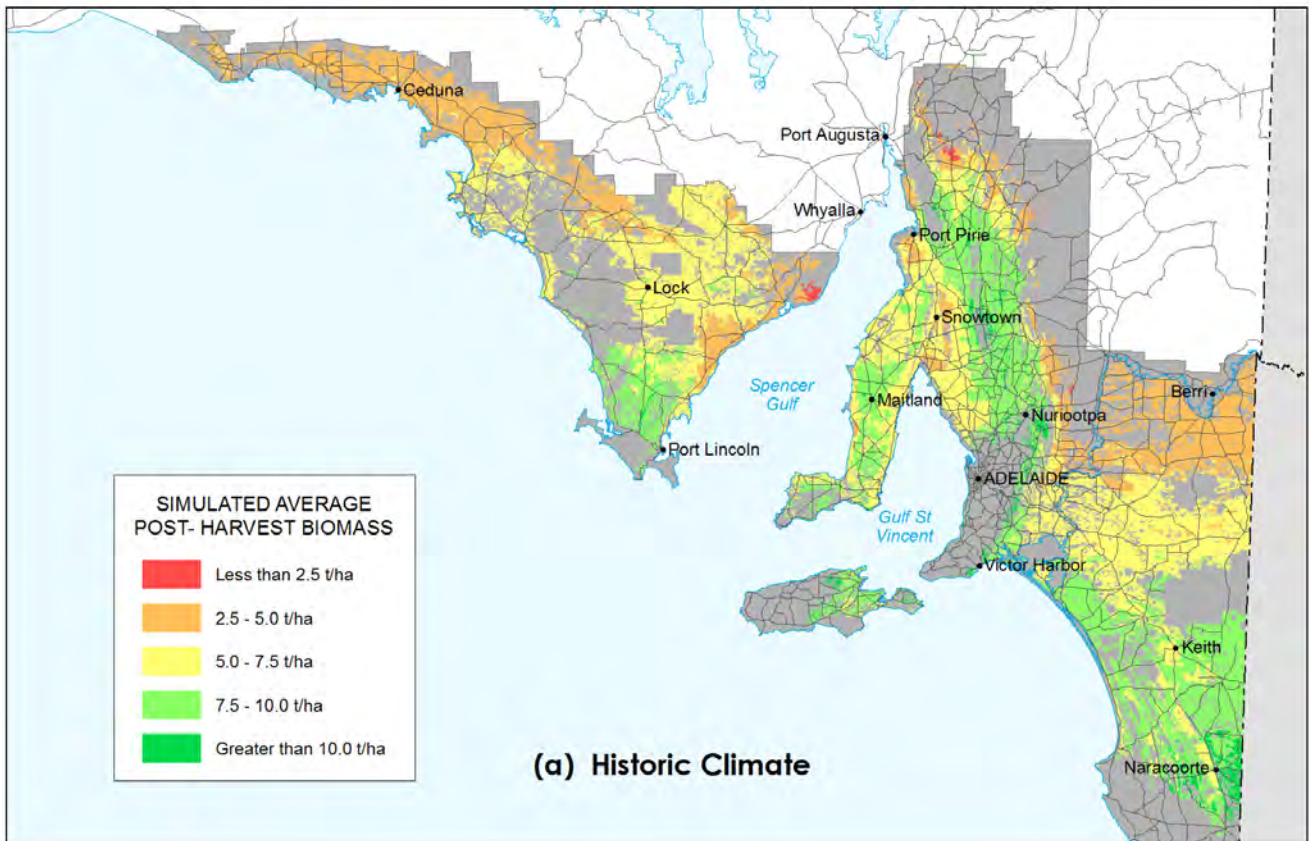 Ceduna
Port Augusta
Whyalla
Port Pirie
Lock
Snowtown
Spencer
Gulf
Maitland
Berri
Nuriootpa
Port Lincoln
ADELAIDE
Gulf St
Vincent
Victor Harbor
Keith
Naracoorte
SIMULATED AVERAGE
POST- HARVEST BIOMASS
Less than 2.5 t/ha
2.5 - 5.0 t/ha
5.0 - 7.5 t/ha
7.5 - 10.0 t/ha
Greater than 10.0 t/ha
(a) Historic Climate